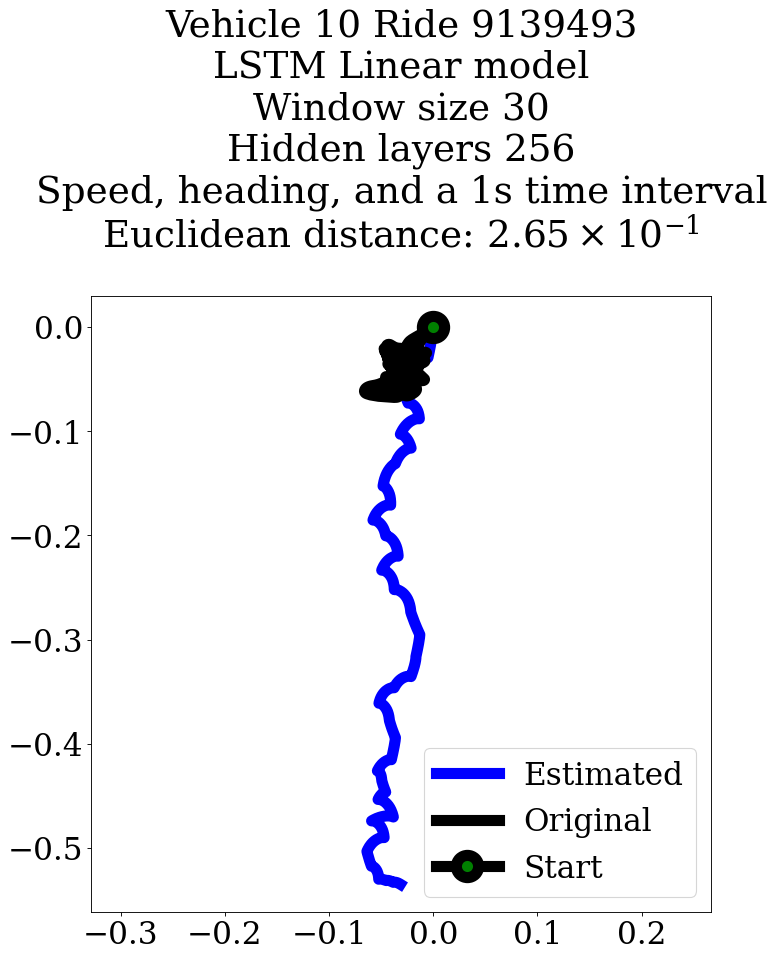 Vehicle 10 Ride 9139493
LSTM Linear model
Window size 30
Hidden layers 256
Speed, heading, and a 1s time interval
Euclidean distance: 2.65 × 10⁻¹
0.0
−0.1
−0.2
−0.3
−0.4
−0.5
Estimated
Original
Start
−0.3 −0.2 −0.1 0.0 0.1 0.2